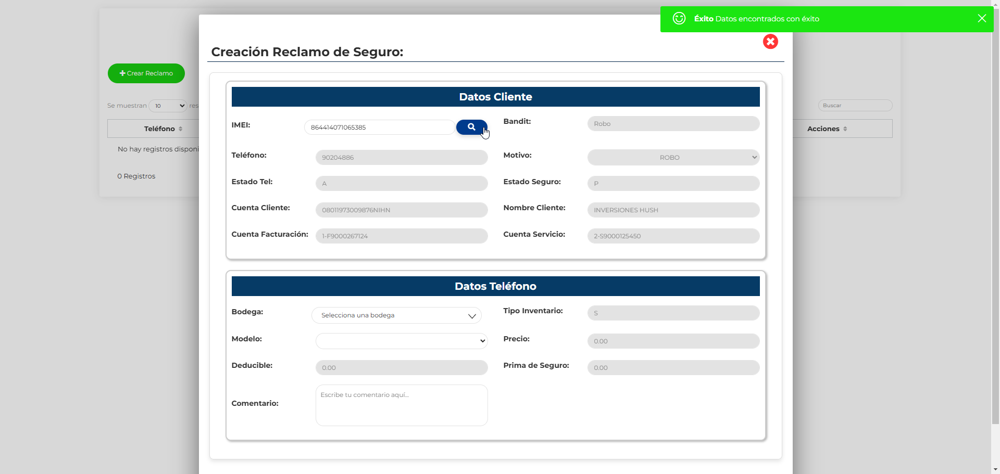 Éxito Datos encontrados con éxito
Creación Reclamo de Seguro:
Crear Reclamo
Se muestran 10 res
Buscar
Teléfono
Acciones
No hay registros disponi
0 Registros
Datos Cliente
IMEI: 864414071065385
Bandit: Robo
Teléfono: 90204886
Motivo: ROBO
Estado Tel: A
Estado Seguro: P
Cuenta Cliente: 08011973009876NIHN
Nombre Cliente: INVERSIONES HUSH
Cuenta Facturación: 1-F9000267124
Cuenta Servicio: 2-S9000125450
Datos Teléfono
Bodega: Selecciona una bodega
Tipo Inventario: S
Modelo:
Precio: 0.00
Deducible: 0.00
Prima de Seguro: 0.00
Comentario: Escribe tu comentario aquí...